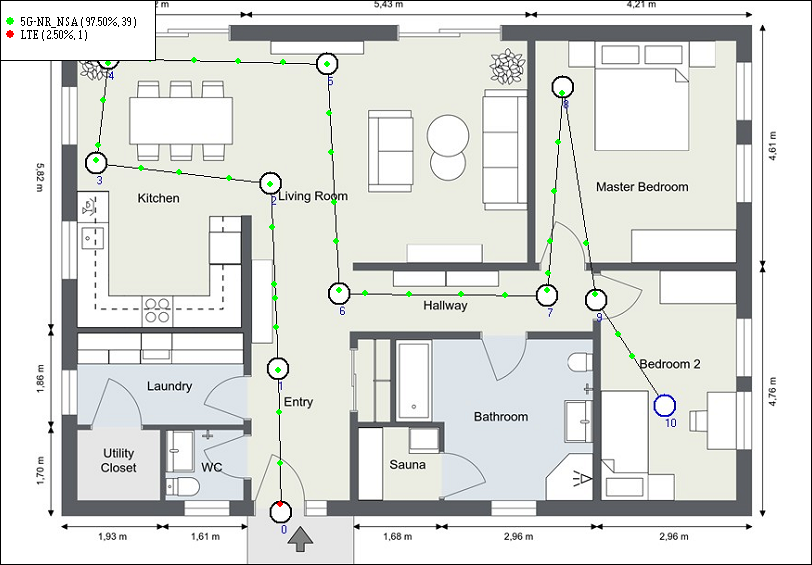 5G-NR_NSA ( 97.50%, 39 )
LTE ( 2.50%, 1 )
2 m
5,43 m
4,21 m
4
5
8
5,82 m
4,61 m
3
2
Kitchen
Living Room
Master Bedroom
6
Hallway
7
9
1
1.86 m
Laundry
Entry
Bedroom 2
4,76 m
10
Bathroom
Utility
Closet
WC
Sauna
1,70 m
0
1,93 m
1,61 m
1,68 m
2,96 m
2,96 m